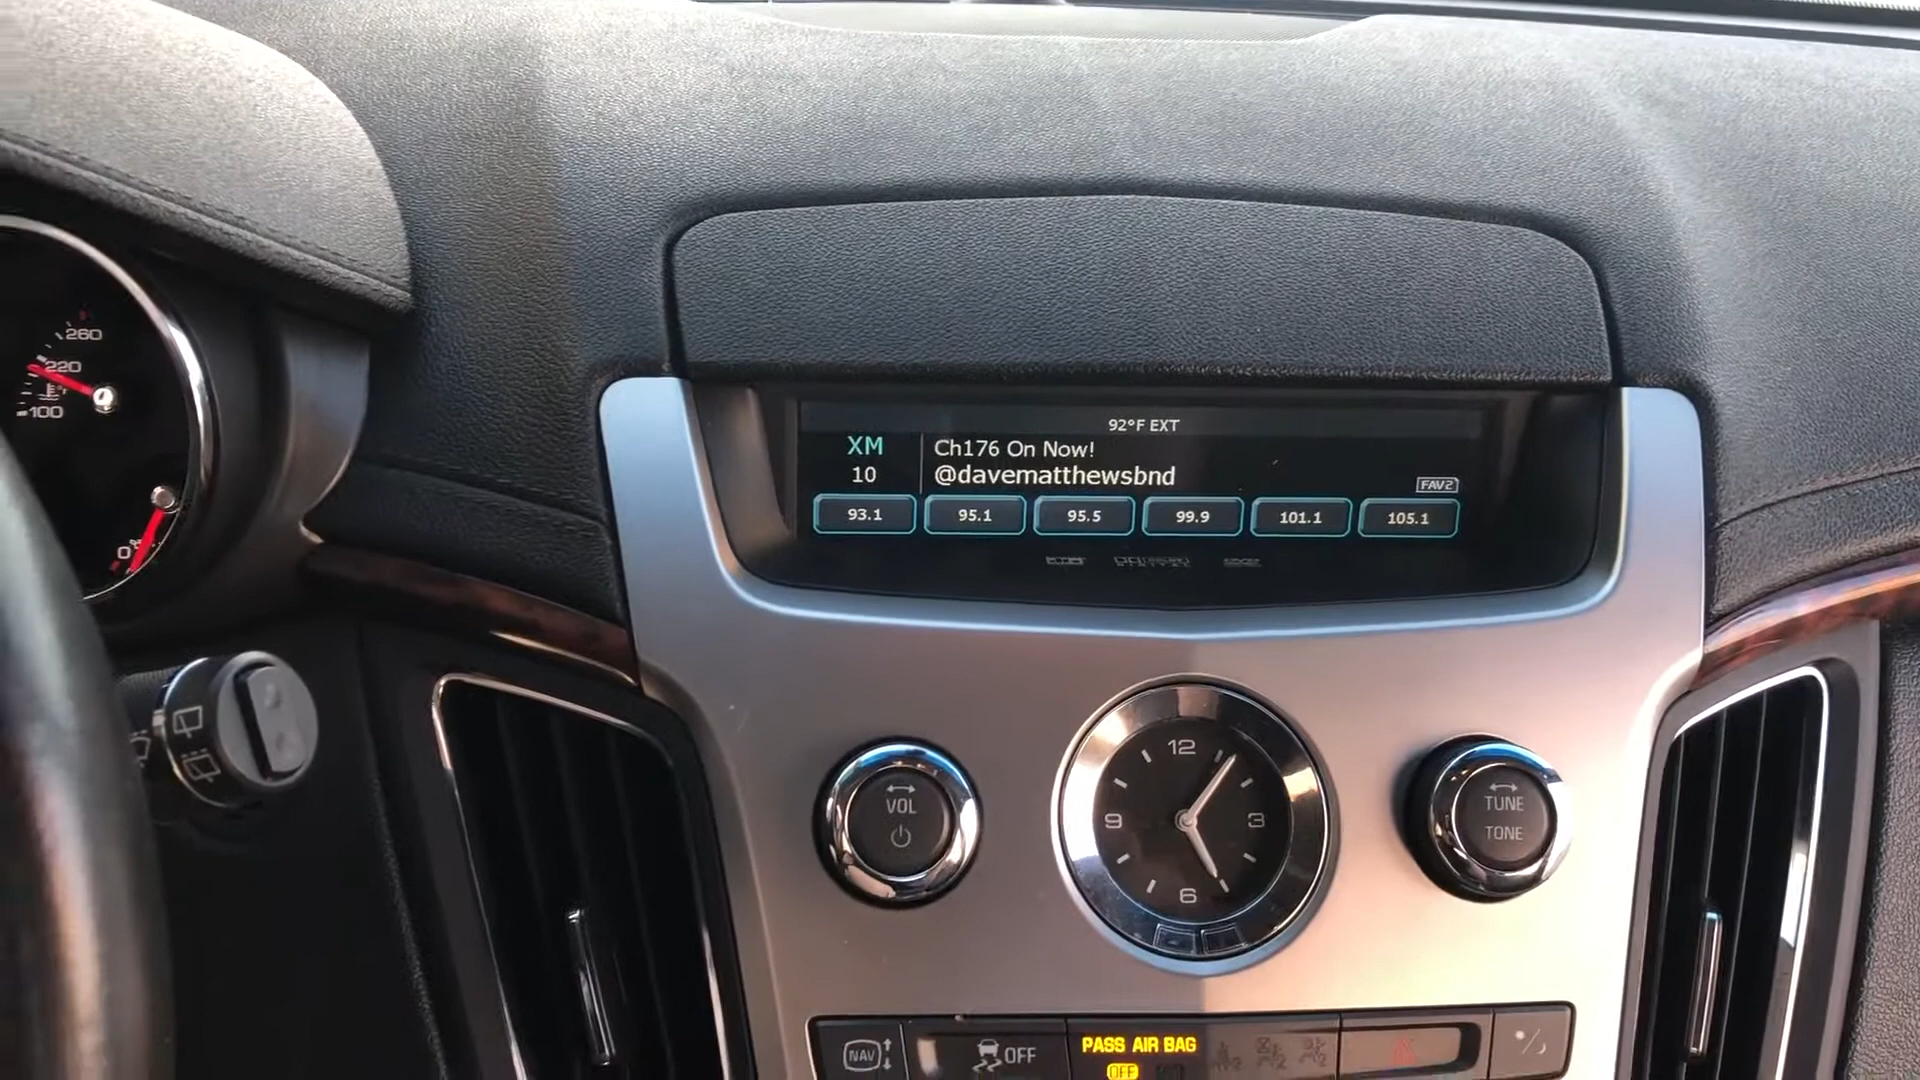 260
220
100
0
92°F EXT
XM
10
Ch176 On Now!
@davematthewsbnd
FAV2
93.1
95.1
95.5
99.9
101.1
105.1
VOL
12
3
6
9
TUNE
TONE
NAV
OFF
PASS AIR BAG
OFF